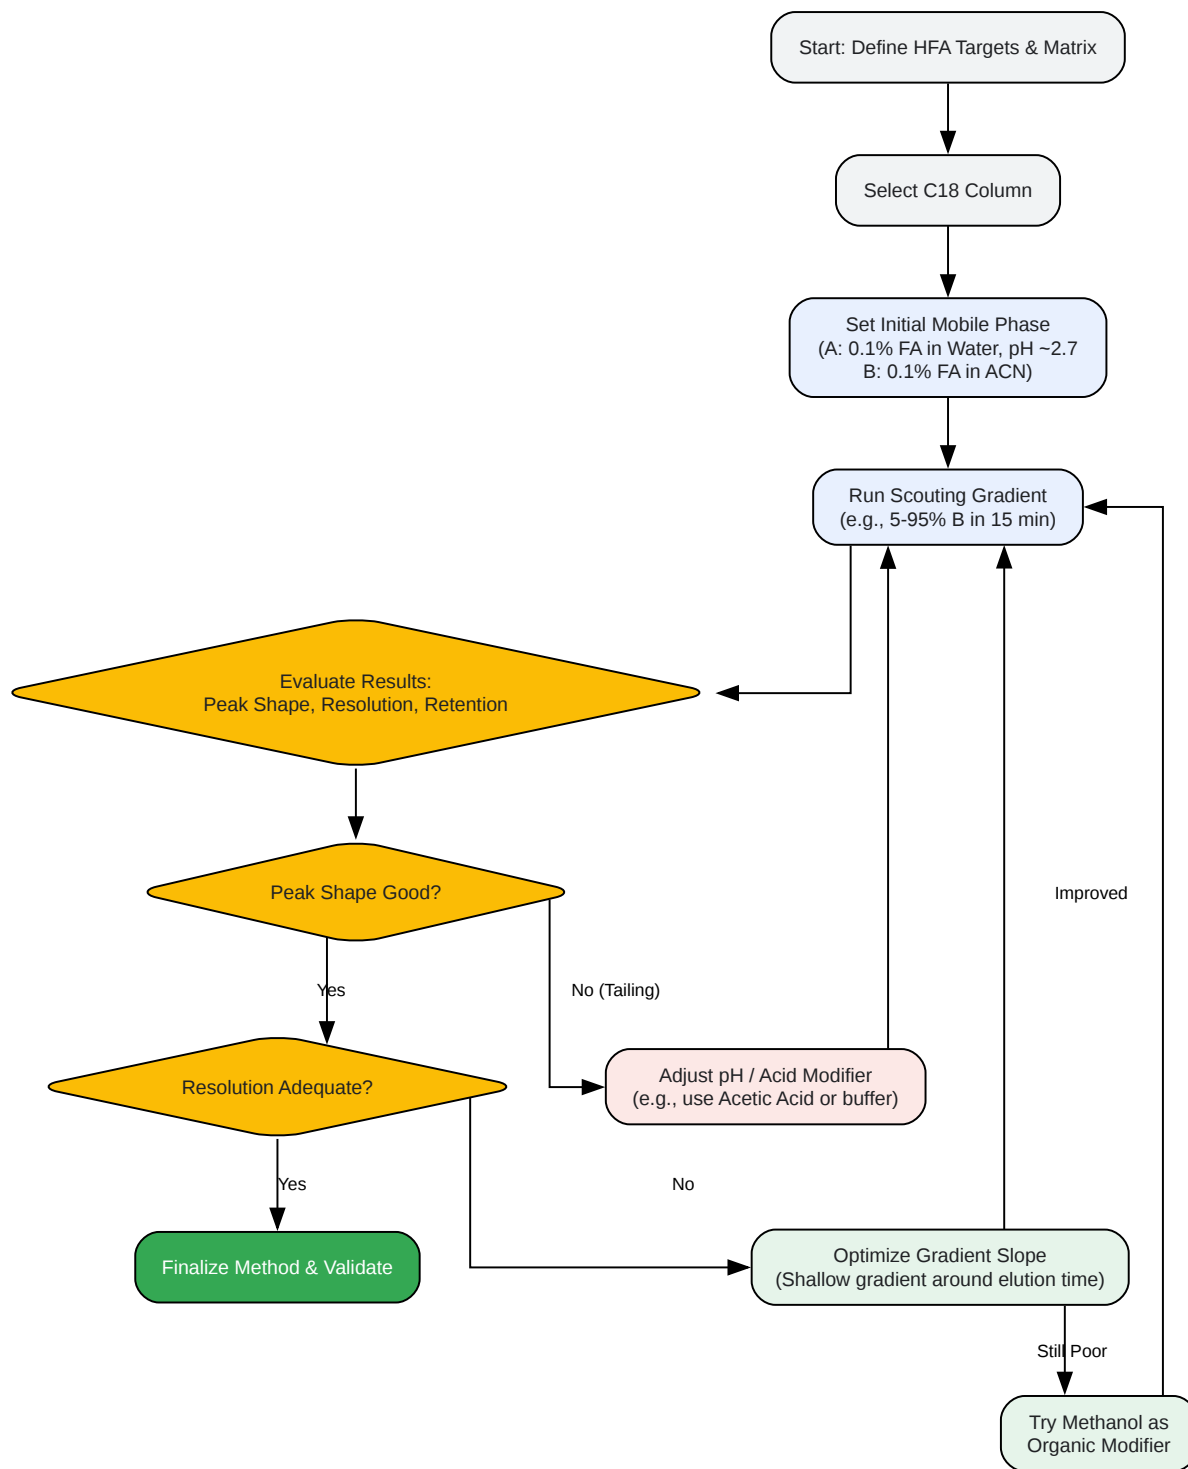 Start: Define HFA Targets & Matrix
Select C18 Column
Set Initial Mobile Phase
(A: 0.1% FA in Water, pH ~2.7
B: 0.1% FA in ACN)
Run Scouting Gradient
(e.g., 5-95% B in 15 min)
Evaluate Results:
Peak Shape, Resolution, Retention
Peak Shape Good?
Improved
Yes
No (Tailing)
Resolution Adequate?
Adjust pH / Acid Modifier
(e.g., use Acetic Acid or buffer)
Yes
No
Finalize Method & Validate
Optimize Gradient Slope
(Shallow gradient around elution time)
Still Poor
Try Methanol as
Organic Modifier